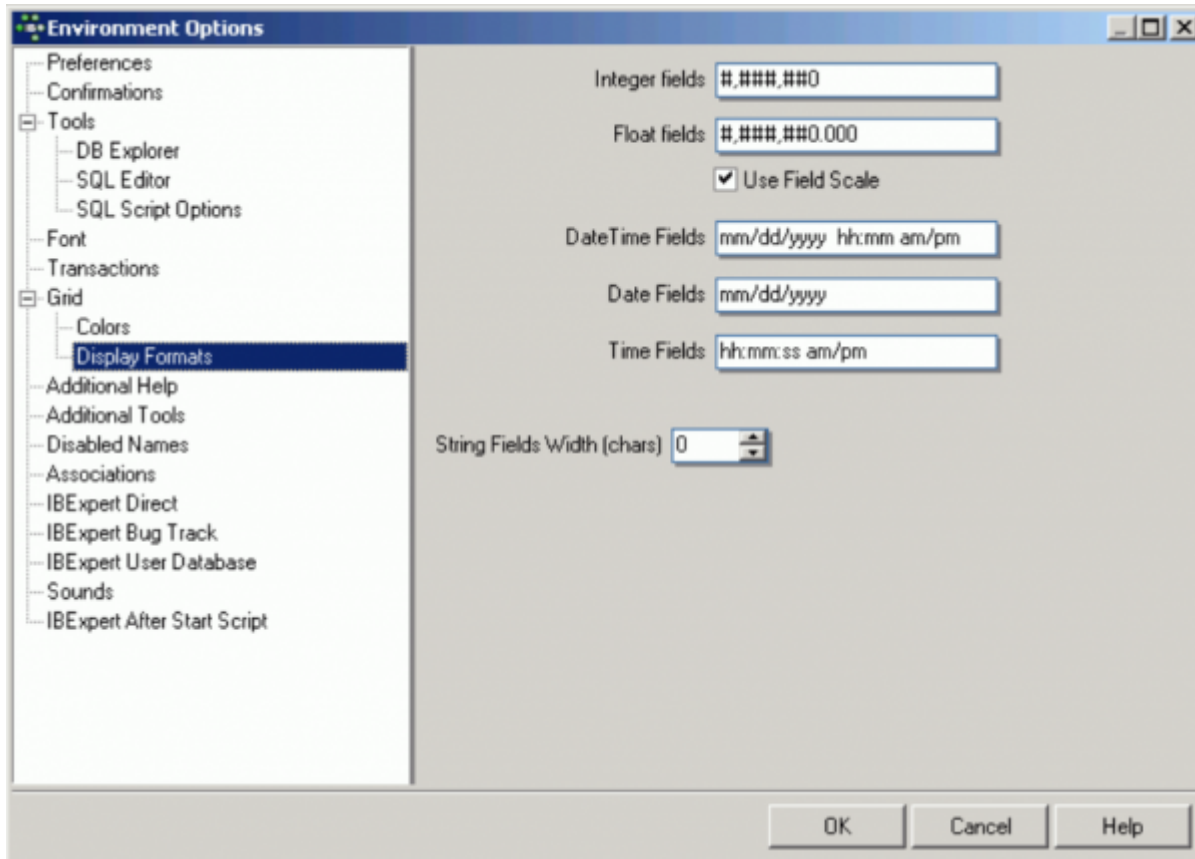 Environment Options
Preferences
Confirmations
Tools
DB Explorer
SQL Editor
SQL Script Options
Font
Transactions
Grid
Colors
Display Formats
Additional Help
Additional Tools
Disabled Names
Associations
IBExpert Direct
IBExpert Bug Track
IBExpert User Database
Sounds
IBExpert After Start Script
Integer fields #,###,##0
Float fields #,###,##0.000
Use Field Scale
DateTime Fields mm/dd/yyyy hh:mm am/pm
Date Fields mm/dd/yyyy
Time Fields hh:mm:ss am/pm
String Fields Width (chars) 0
OK Cancel Help